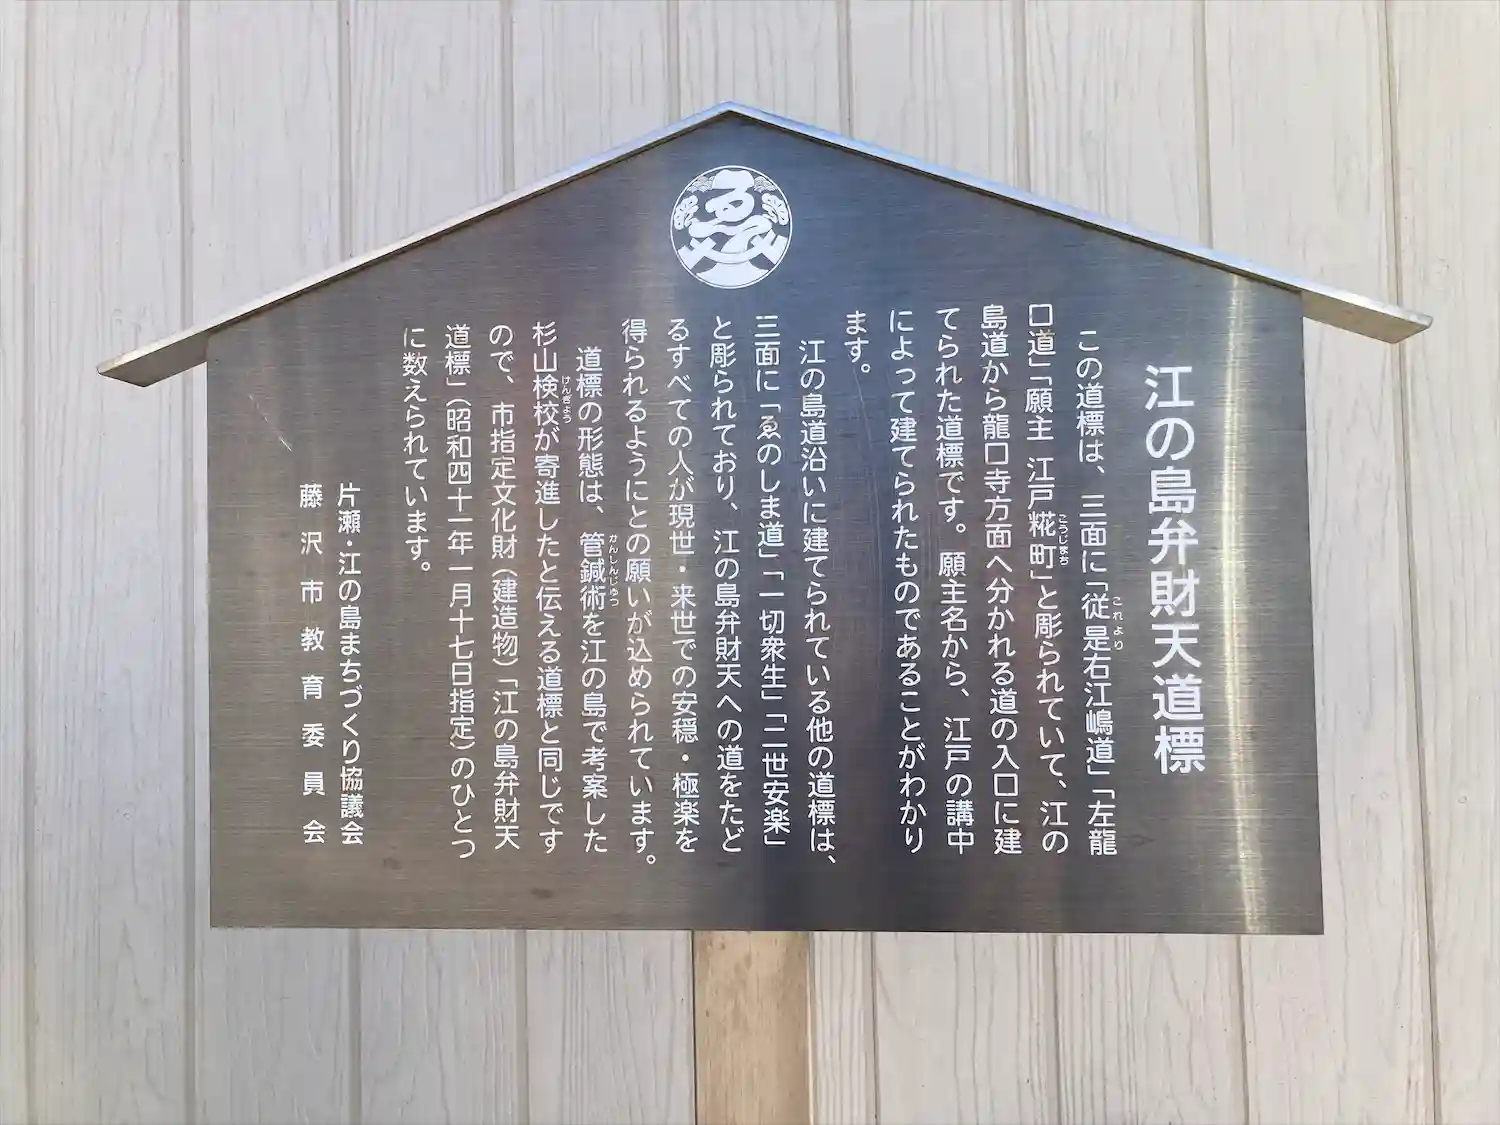 江の島弁財天道標
この道標は、三面に「従是右江嶋道」「左龍
口道」「願主 江戸糀町」と彫られていて、江の
島道から龍口寺方面へ分かれる道の入口に建
てられた道標です。願主名から、江戸の講中
によって建てられたものであることがわかり
ます。
江の島道沿いに建てられている他の道標は、
三面に「ゑのしま道」「一切衆生」「二世安楽」
と彫られており、江の島弁財天への道をたど
るすべての人が現世・来世での安穏・極楽を
得られるようにとの願いが込められています。
道標の形態は、管鍼術を江の島で考案した
杉山検校が寄進したと伝える道標と同じです
ので、市指定文化財（建造物）「江の島弁財天
道標」（昭和四十一年一月十七日指定）のひとつ
に数えられています。
片瀬・江の島まちづくり協議会
藤沢市教育委員会